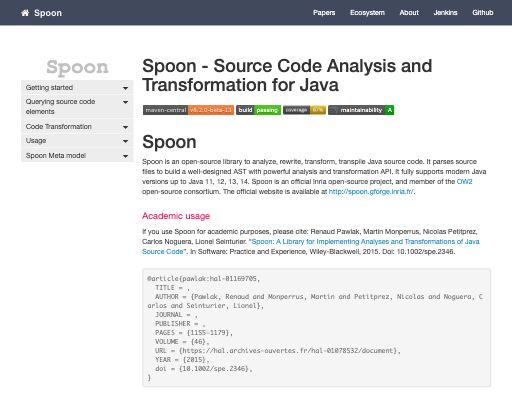 Spoon
Papers Ecosystem About Jenkins Github
Spoon
Getting started
Querying source code
elements
Code Transformation
Usage
Spoon Meta model
Spoon - Source Code Analysis and
Transformation for Java
maven-central v8.2.0-beta-13 build passing coverage maintainability A
Spoon
Spoon is an open-source library to analyze, rewrite, transform, transpile Java source code. It parses source
files to build a well-designed AST with powerful analysis and transformation API. It fully supports modern Java
versions up to Java 11, 12, 13, 14. Spoon is an official Inria open-source project, and member of the OW2
open-source consortium. The official website is available at http://spoon.gforge.inria.fr/.
Academic usage
If you use Spoon for academic purposes, please cite: Renaud Pawlak, Martin Monperrus, Nicolas Petitprez,
Carlos Noguera, Lionel Seinturier. "Spoon: A Library for Implementing Analyses and Transformations of Java
Source Code". In Software: Practice and Experience, Wiley-Blackwell, 2015. Doi: 10.1002/spe.2346.
@article{pawlak:hal-01169705,
TITLE = ,
AUTHOR = {Pawlak, Renaud and Monperrus, Martin and Petitprez, Nicolas and Noguera, C
arlos and Seinturier, Lionel},
JOURNAL = ,
PUBLISHER = ,
PAGES = {1155-1179},
VOLUME = {46},
URL = {https://hal.archives-ouvertes.fr/hal-01078532/document},
YEAR = {2015},
doi = {10.1002/spe.2346},
}